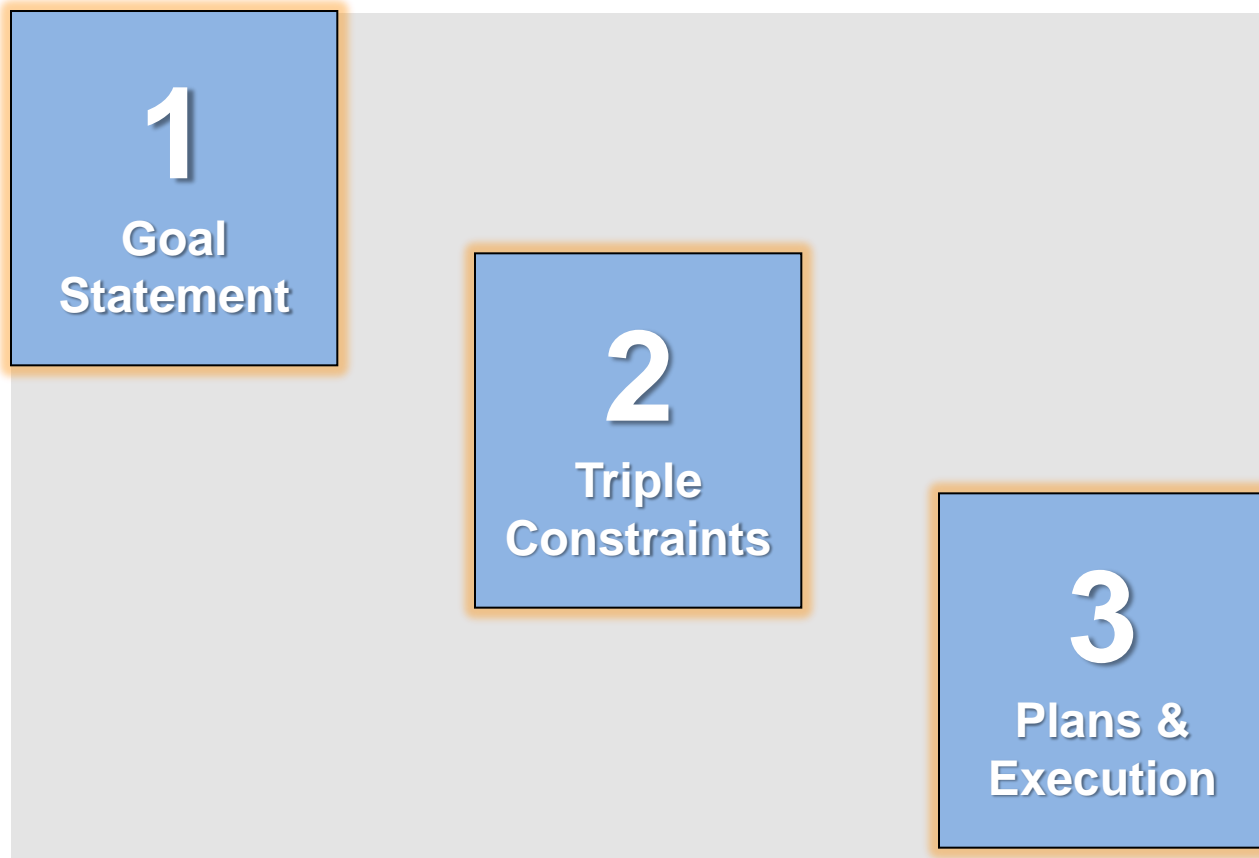 1
Goal
Statement
2
Triple
Constraints
3
Plans &
Execution